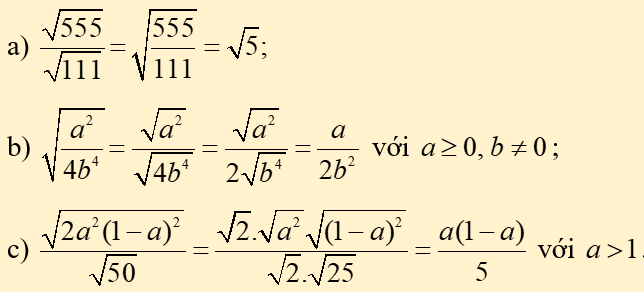 a) \frac{\sqrt{555}}{\sqrt{111}} = \sqrt{\frac{555}{111}} = \sqrt{5};
b) \sqrt{\frac{a^2}{4b^4}} = \frac{\sqrt{a^2}}{\sqrt{4b^4}} = \frac{\sqrt{a^2}}{2\sqrt{b^4}} = \frac{a}{2b^2} với a ≥ 0, b ≠ 0;
c) \frac{\sqrt{2a^2(1-a)^2}}{\sqrt{50}} = \frac{\sqrt{2}.\sqrt{a^2}\sqrt{(1-a)^2}}{\sqrt{2}.\sqrt{25}} = \frac{a(1-a)}{5} với a > 1.